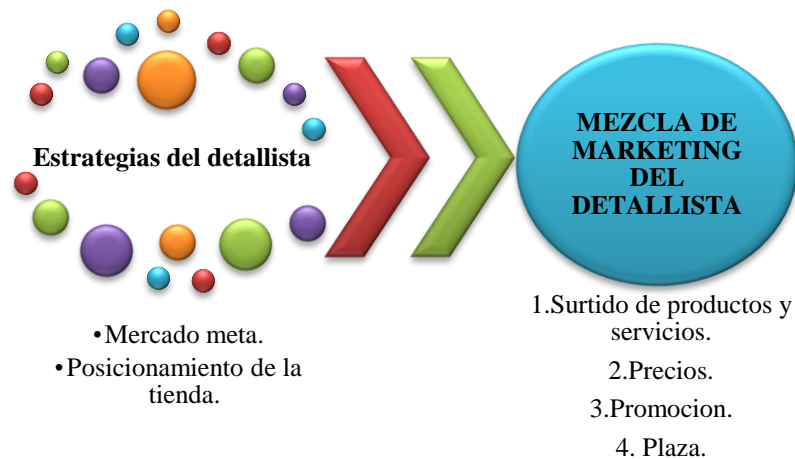 Estrategias del detallista
•Mercado meta.
•Posicionamiento de la
tienda.
MEZCLA DE
MARKETING
DEL
DETALLISTA
1.Surtido de productos y
servicios.
2.Precios.
3.Promocion.
4. Plaza.